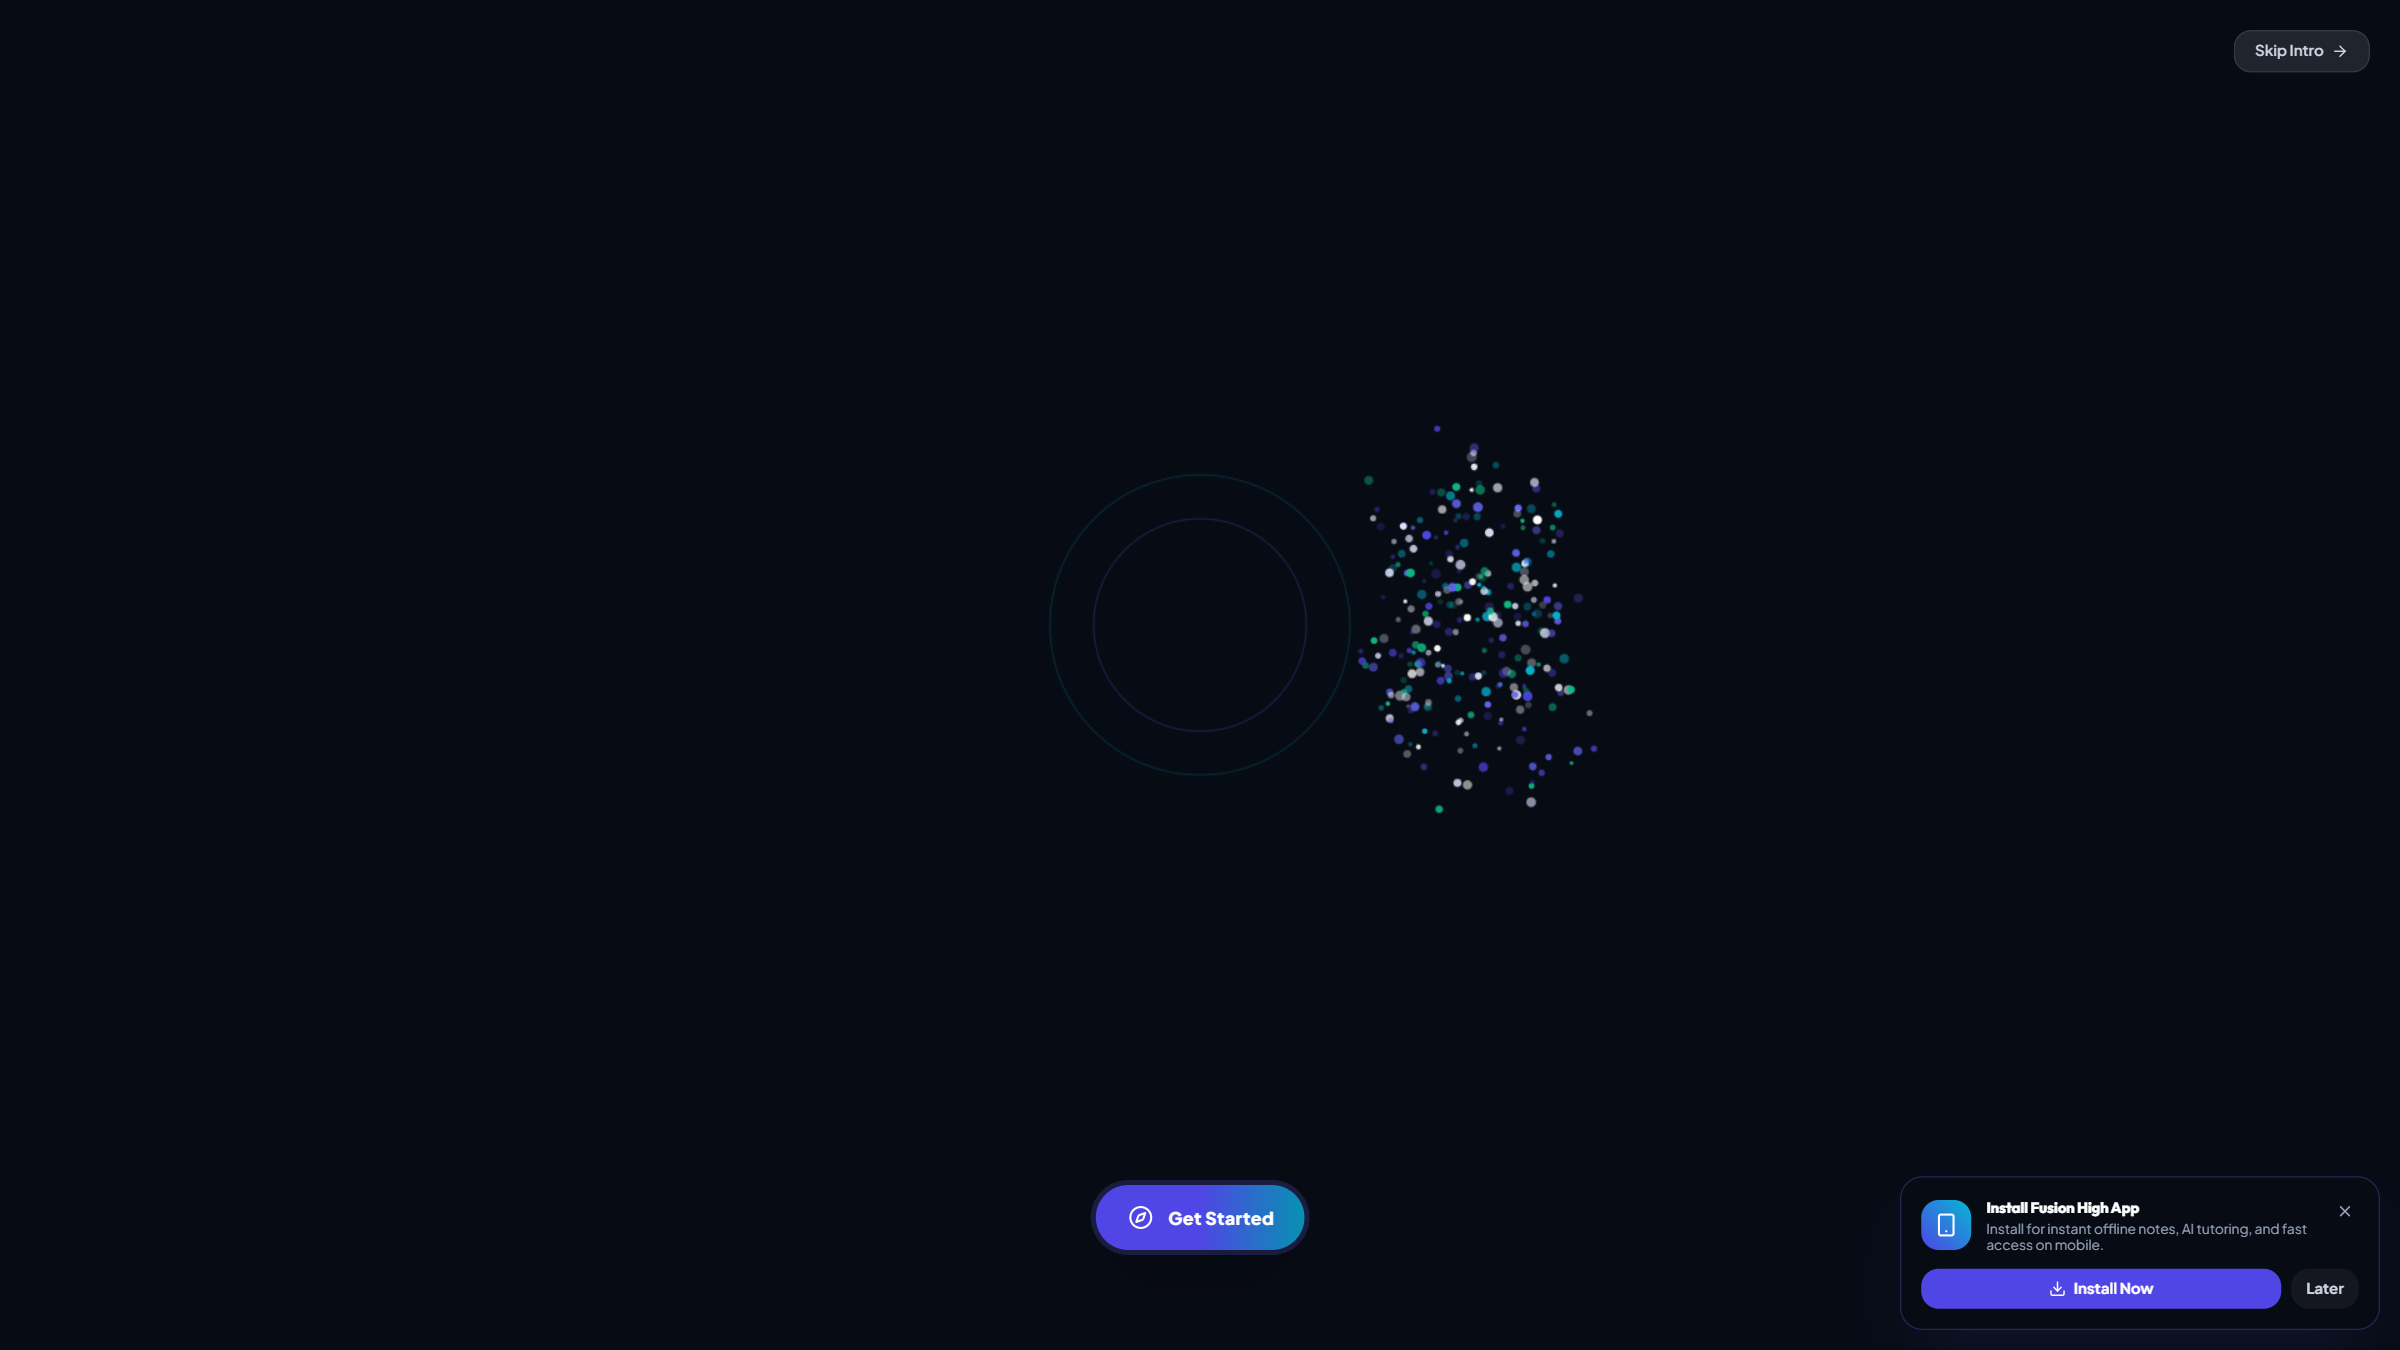 Skip Intro
Get Started
Install Fusion High App
Install for instant offline notes, AI tutoring, and fast
access on mobile.
Install Now
Later